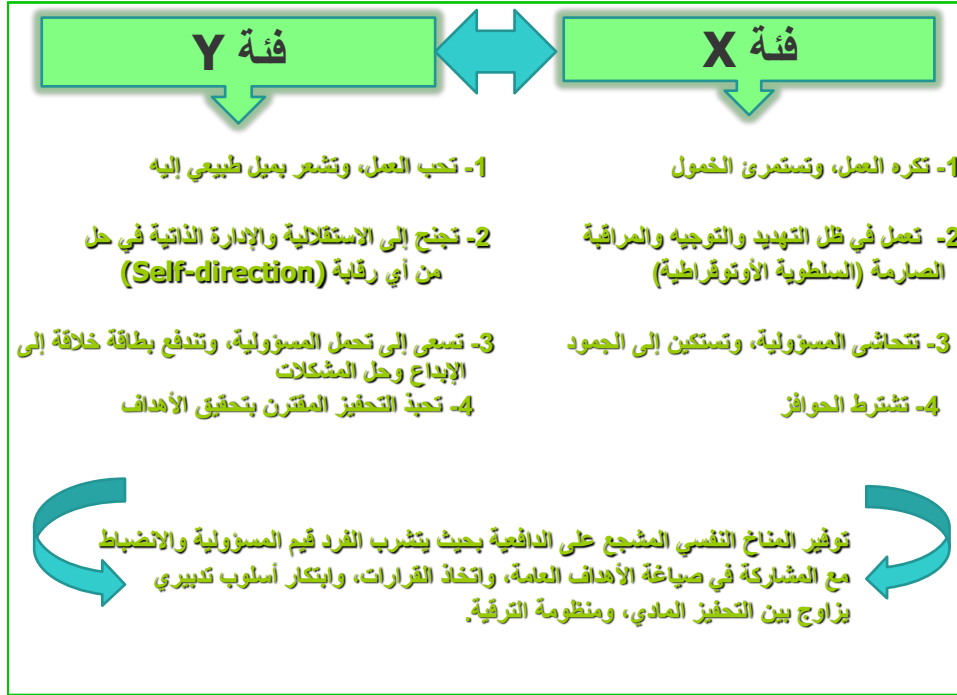 فئة X
فئة Y
1- تكره العمل، وتستمرئ الخمول
2- تعمل في ظل التهديد والتوجيه والمراقبة
الصارمة (السلطوية الأوتوقراطية)
3- تتحاشى المسؤولية، وتستكين إلى الجمود
4- تشترط الحوافز
1- تحب العمل، وتشعر بميل طبيعي إليه
2- تجنح إلى الاستقلالية والإدارة الذاتية في حل
من أي رقابة (Self-direction)
3- تسعى إلى تحمل المسؤولية، وتندفع بطاقة خلاقة إلى
الإبداع وحل المشكلات
4- تحبذ التحفيز المقترن بتحقيق الأهداف
توفير المناخ النفسي المشجع على الدافعية بحيث يتشرب الفرد قيم المسؤولية والانضباط
مع المشاركة في صياغة الأهداف العامة، واتخاذ القرارات، وابتكار أسلوب تدبيري
يزاوج بين التحفيز المادي، ومنظومة الترقية.